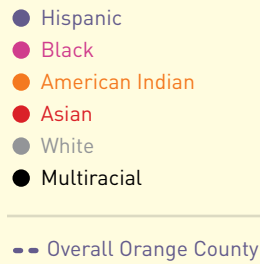 Hispanic
Black
American Indian
Asian
White
Multiracial
Overall Orange County